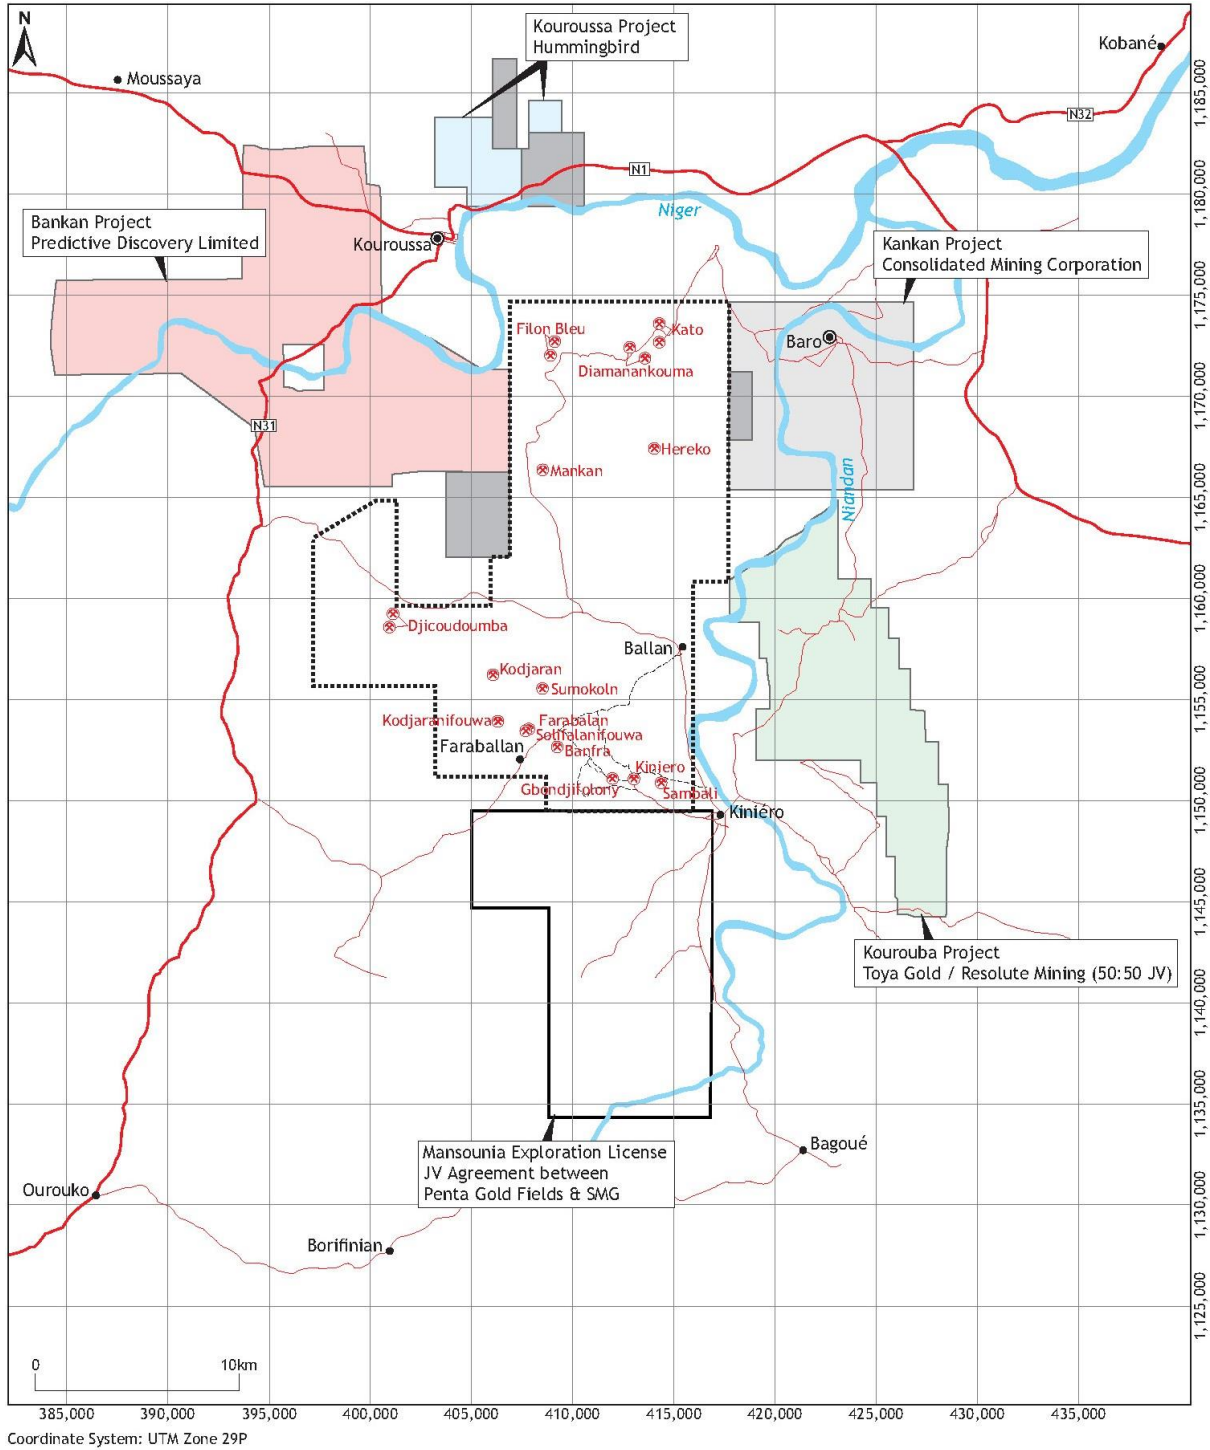 N
Kouroussa Project
Hummingbird
Kobané
Moussaya
N32
N1
Niger
Bankan Project
Predictive Discovery Limited
Kouroussa
Kankan Project
Consolidated Mining Corporation
Filon Bleu
Kato
Baro
Diamanankouma
N31
Hereko
Mankan
Niandan
Djicoudoumba
Ballan
Kodjaran
Sumokoln
Kodjaranifouwa
Farabalan
Solifalanifouwa
Faraballan
Banfra
Kiniero
Gbondjifolony
Sambali
Kiniéro
Kourouba Project
Toya Gold / Resolute Mining (50:50 JV)
Mansounia Exploration License
JV Agreement between
Penta Gold Fields & SMG
Bagoué
Ourouko
Borifinian
0 10km
1,185,000
1,180,000
1,175,000
1,170,000
1,165,000
1,160,000
1,155,000
1,150,000
1,145,000
1,140,000
1,135,000
1,130,000
1,125,000
385,000 390,000 395,000 400,000 405,000 410,000 415,000 420,000 425,000 430,000 435,000
Coordinate System: UTM Zone 29P